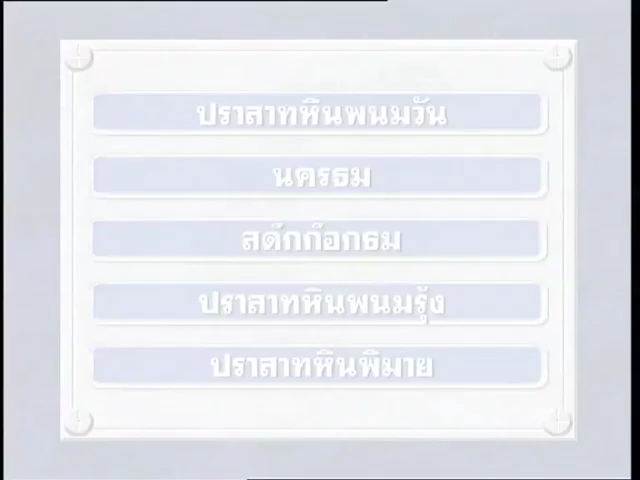 ปราสาทหินพนมวัน
นครธม
สด๊กก๊อกธม
ปราสาทหินพนมรุ้ง
ปราสาทหินพิมาย